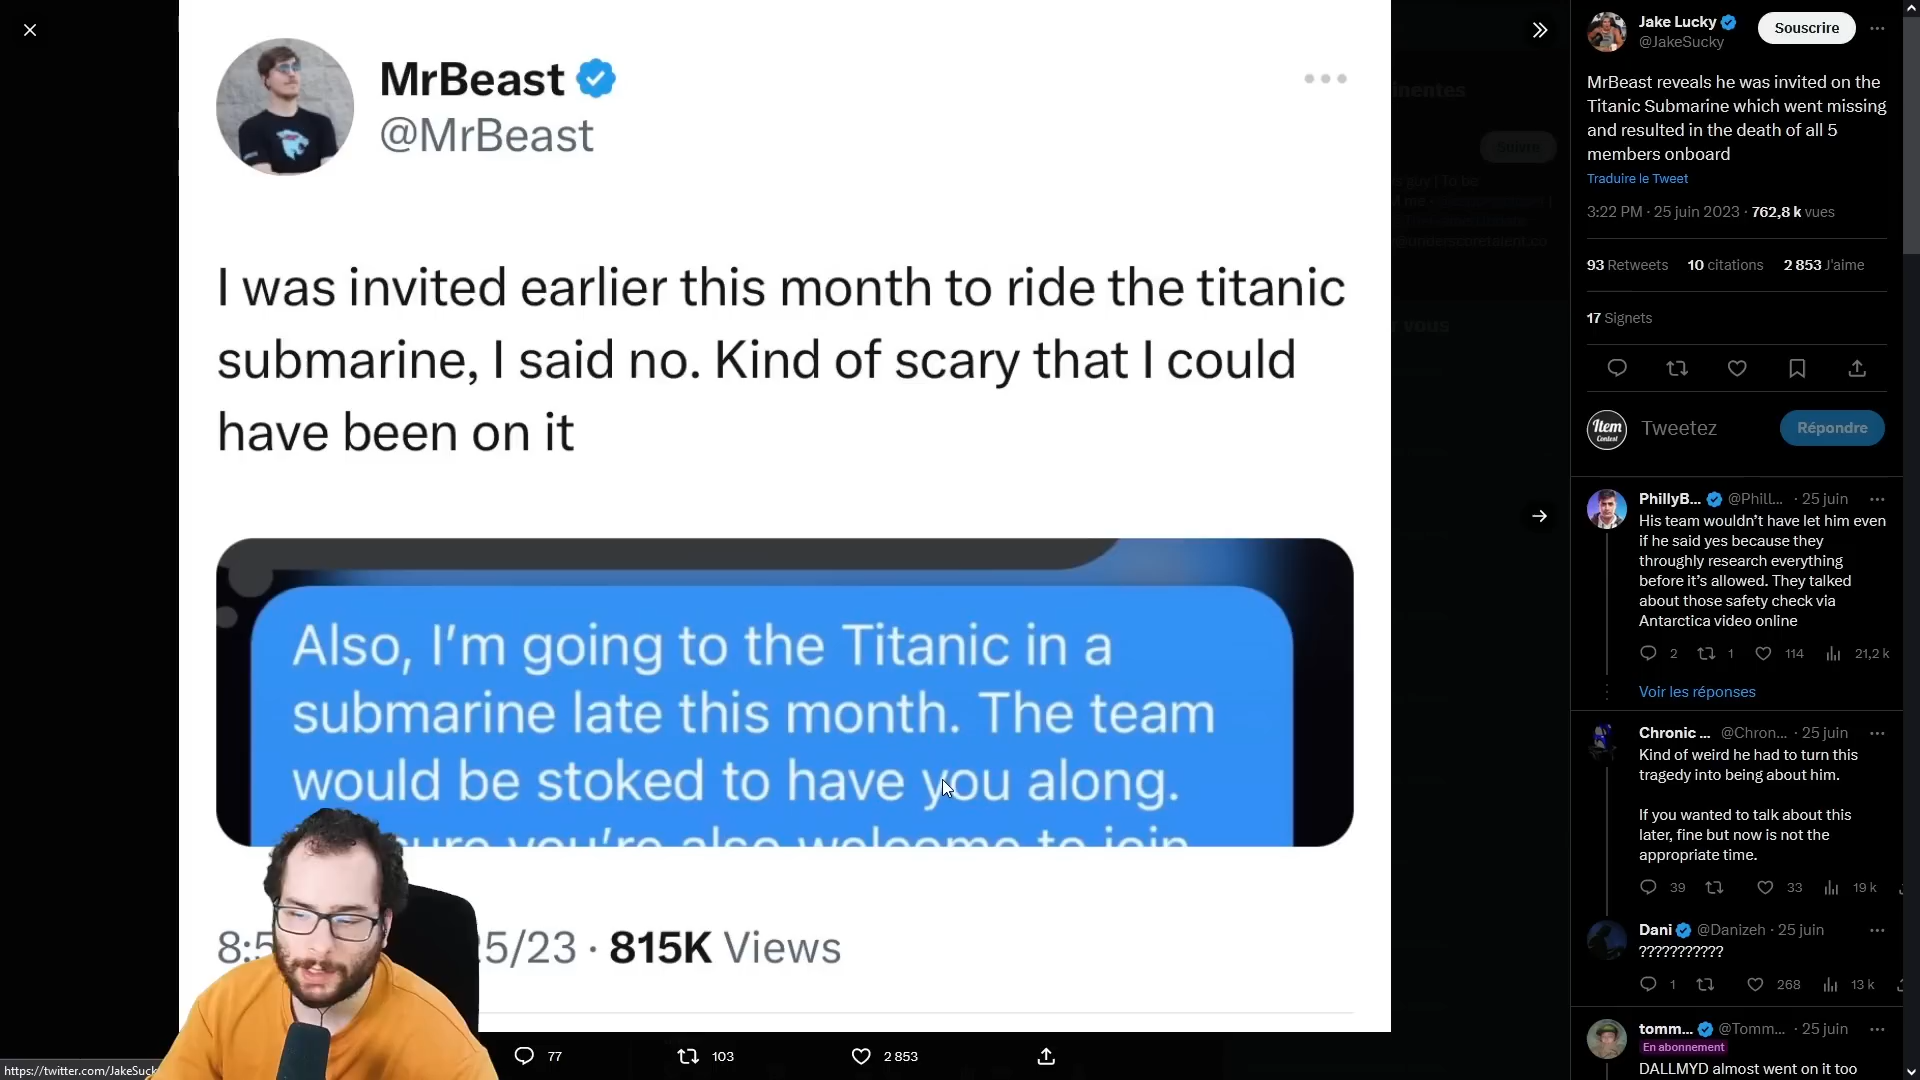 MrBeast
@MrBeast
I was invited earlier this month to ride the titanic
submarine, I said no. Kind of scary that I could
have been on it
Also, I'm going to the Titanic in a
submarine late this month. The team
would be stoked to have you along.
sure you're also welcome to join
8:5
5/23 · 815K Views
77
103
2 853
https://twitter.com/JakeSuck
inentes
Suivre
vous
Jake Lucky
@JakeSucky
Souscrire
MrBeast reveals he was invited on the
Titanic Submarine which went missing
and resulted in the death of all 5
members onboard
Traduire le Tweet
3:22 PM · 25 juin 2023 · 762,8 k vues
93 Retweets 10 citations 2 853 J'aime
17 Signets
Item
Contest
Tweetez
Répondre
PhillyB... @Phill... · 25 juin
His team wouldn't have let him even
if he said yes because they
throughly research everything
before it's allowed. They talked
about those safety check via
Antarctica video online
2 1 114 21,2 k
Voir les réponses
Chronic ... @Chron... · 25 juin
Kind of weird he had to turn this
tragedy into being about him.
If you wanted to talk about this
later, fine but now is not the
appropriate time.
39 33 19 k
Dani @Danizeh · 25 juin
???????????
1 268 13 k
tomm... @Tomm... · 25 juin
En abonnement
DALLMYD almost went on it too